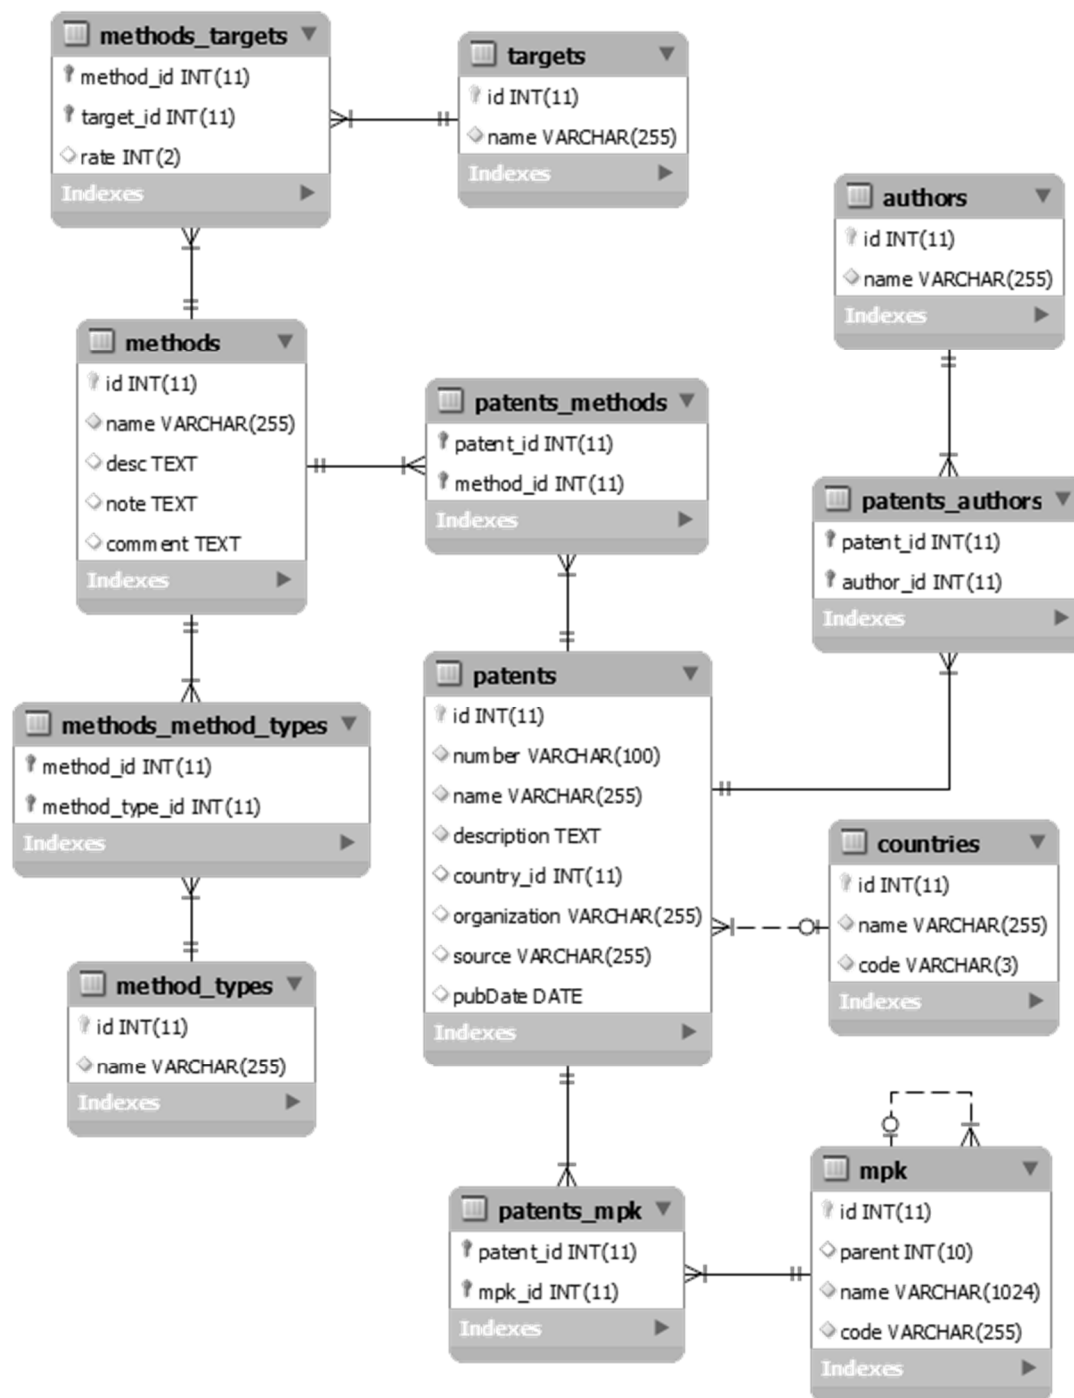 methods_targets
method_id INT(11)
target_id INT(11)
rate INT(2)
Indexes
targets
id INT(11)
name VARCHAR(255)
Indexes
authors
id INT(11)
name VARCHAR(255)
Indexes
methods
id INT(11)
name VARCHAR(255)
desc TEXT
note TEXT
comment TEXT
Indexes
patents_methods
patent_id INT(11)
method_id INT(11)
Indexes
patents_authors
patent_id INT(11)
author_id INT(11)
Indexes
methods_method_types
method_id INT(11)
method_type_id INT(11)
Indexes
patents
id INT(11)
number VARCHAR(100)
name VARCHAR(255)
description TEXT
country_id INT(11)
organization VARCHAR(255)
source VARCHAR(255)
pubDate DATE
Indexes
countries
id INT(11)
name VARCHAR(255)
code VARCHAR(3)
Indexes
method_types
id INT(11)
name VARCHAR(255)
Indexes
patents_mpk
patent_id INT(11)
mpk_id INT(11)
Indexes
mpk
id INT(11)
parent INT(10)
name VARCHAR(1024)
code VARCHAR(255)
Indexes